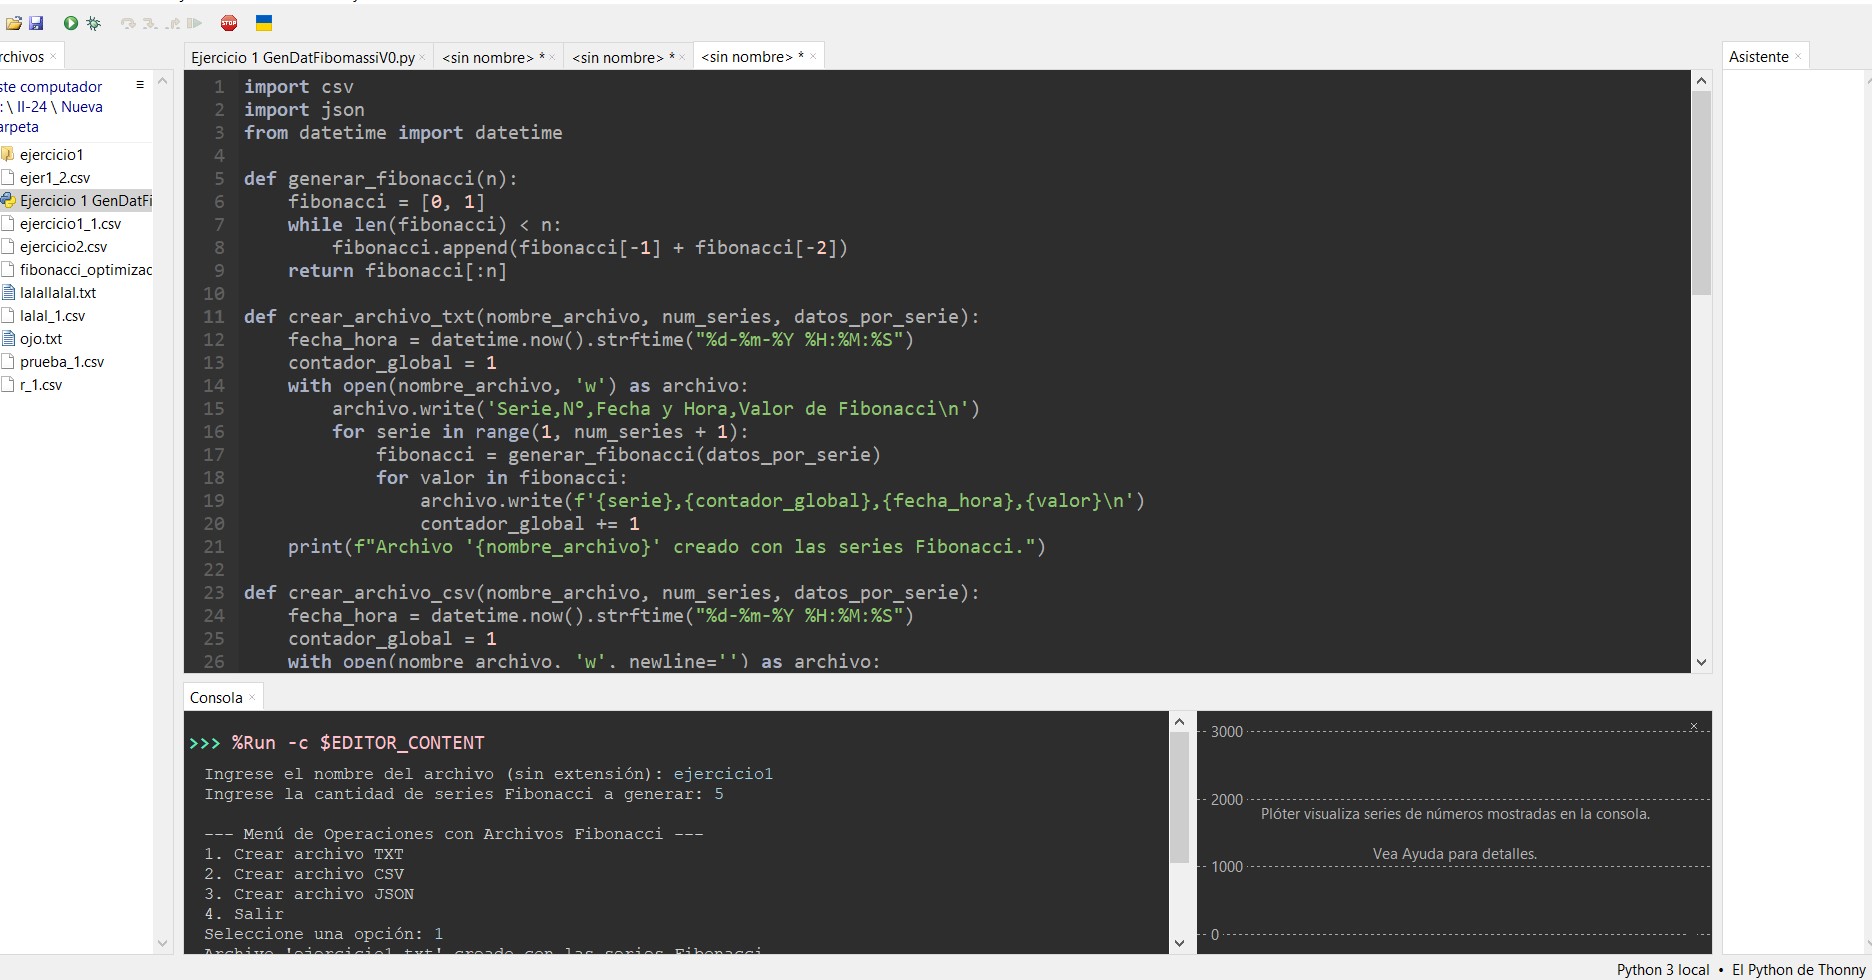 STOP
rchivos
Ejercicio 1 GenDatFibomassiV0.py
<sin nombre> *
<sin nombre> *
<sin nombre> *
Asistente
ste computador
: \ II-24 \ Nueva
arpeta
ejercicio1
ejer1_2.csv
Ejercicio 1 GenDatFi
ejercicio1_1.csv
ejercicio2.csv
fibonacci_optimizac
lalallalal.txt
lalal_1.csv
ojo.txt
prueba_1.csv
r_1.csv
1 import csv
2 import json
3 from datetime import datetime
4
5 def generar_fibonacci(n):
6     fibonacci = [0, 1]
7     while len(fibonacci) < n:
8         fibonacci.append(fibonacci[-1] + fibonacci[-2])
9     return fibonacci[:n]
10
11 def crear_archivo_txt(nombre_archivo, num_series, datos_por_serie):
12     fecha_hora = datetime.now().strftime("%d-%m-%Y %H:%M:%S")
13     contador_global = 1
14     with open(nombre_archivo, 'w') as archivo:
15         archivo.write('Serie,N°,Fecha y Hora,Valor de Fibonacci\n')
16         for serie in range(1, num_series + 1):
17             fibonacci = generar_fibonacci(datos_por_serie)
18             for valor in fibonacci:
19                 archivo.write(f'{serie},{contador_global},{fecha_hora},{valor}\n')
20                 contador_global += 1
21     print(f"Archivo '{nombre_archivo}' creado con las series Fibonacci.")
22
23 def crear_archivo_csv(nombre_archivo, num_series, datos_por_serie):
24     fecha_hora = datetime.now().strftime("%d-%m-%Y %H:%M:%S")
25     contador_global = 1
26     with open(nombre_archivo, 'w', newline='') as archivo:
Consola
>>> %Run -c $EDITOR_CONTENT
Ingrese el nombre del archivo (sin extensión): ejercicio1
Ingrese la cantidad de series Fibonacci a generar: 5
--- Menú de Operaciones con Archivos Fibonacci ---
1. Crear archivo TXT
2. Crear archivo CSV
3. Crear archivo JSON
4. Salir
Seleccione una opción: 1
Archivo 'ejercicio1.txt' creado con las series Fibonacci.
3000
2000
Plóter visualiza series de números mostradas en la consola.
Vea Ayuda para detalles.
1000
0
Python 3 local • El Python de Thonny